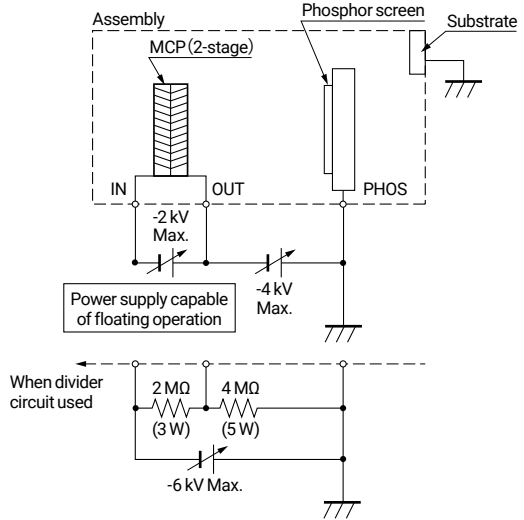 Assembly
Phosphor screen
Substrate
MCP (2-stage)
IN
OUT
PHOS
-2 kV
Max.
-4 kV
Max.
Power supply capable
of floating operation
When divider
circuit used
2 MΩ
(3 W)
4 MΩ
(5 W)
-6 kV Max.